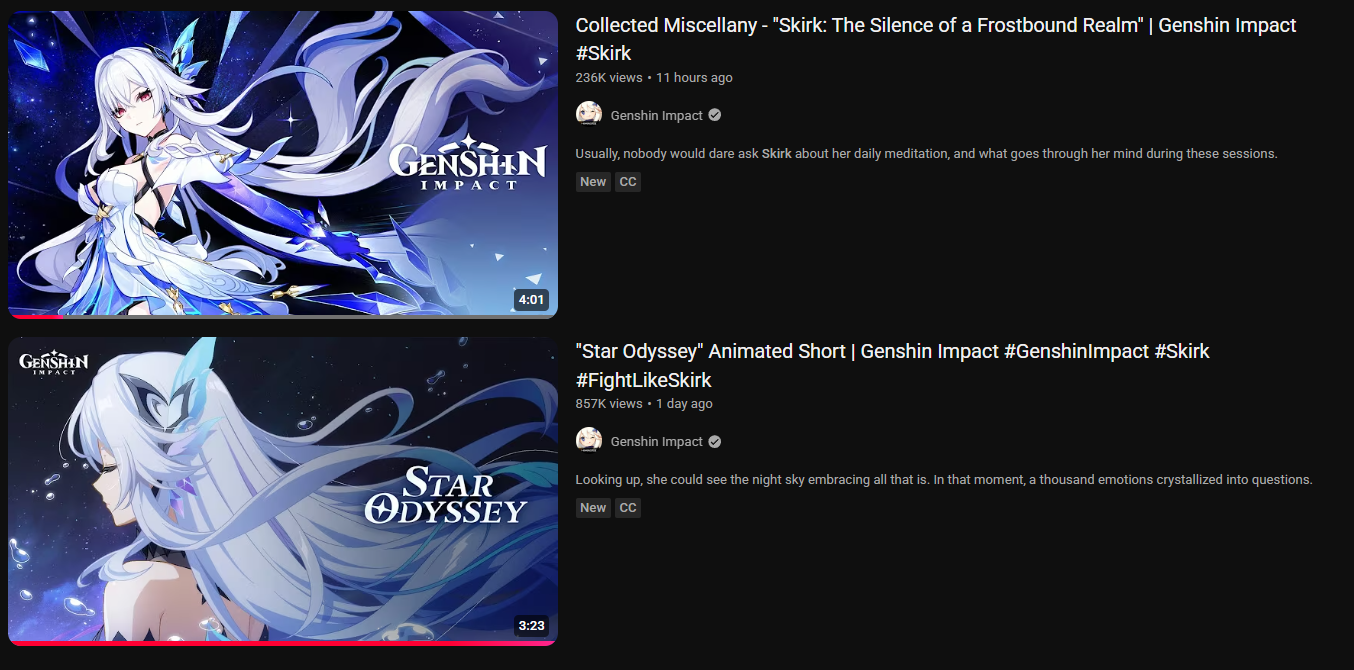 GENSHIN
IMPACT
4:01
Collected Miscellany - "Skirk: The Silence of a Frostbound Realm" | Genshin Impact
#Skirk
236K views • 11 hours ago
Genshin Impact
Usually, nobody would dare ask Skirk about her daily meditation, and what goes through her mind during these sessions.
New CC
GENSHIN
IMPACT
STAR
ODYSSEY
3:23
"Star Odyssey" Animated Short | Genshin Impact #GenshinImpact #Skirk
#FightLikeSkirk
857K views • 1 day ago
Genshin Impact
Looking up, she could see the night sky embracing all that is. In that moment, a thousand emotions crystallized into questions.
New CC